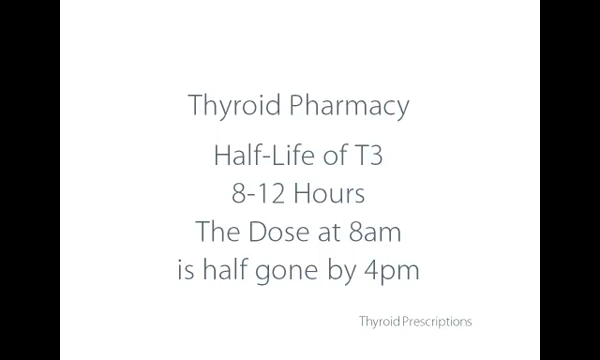 Thyroid Pharmacy
Half-Life of T3
8-12 Hours
The Dose at 8am
is half gone by 4pm
Thyroid Prescriptions